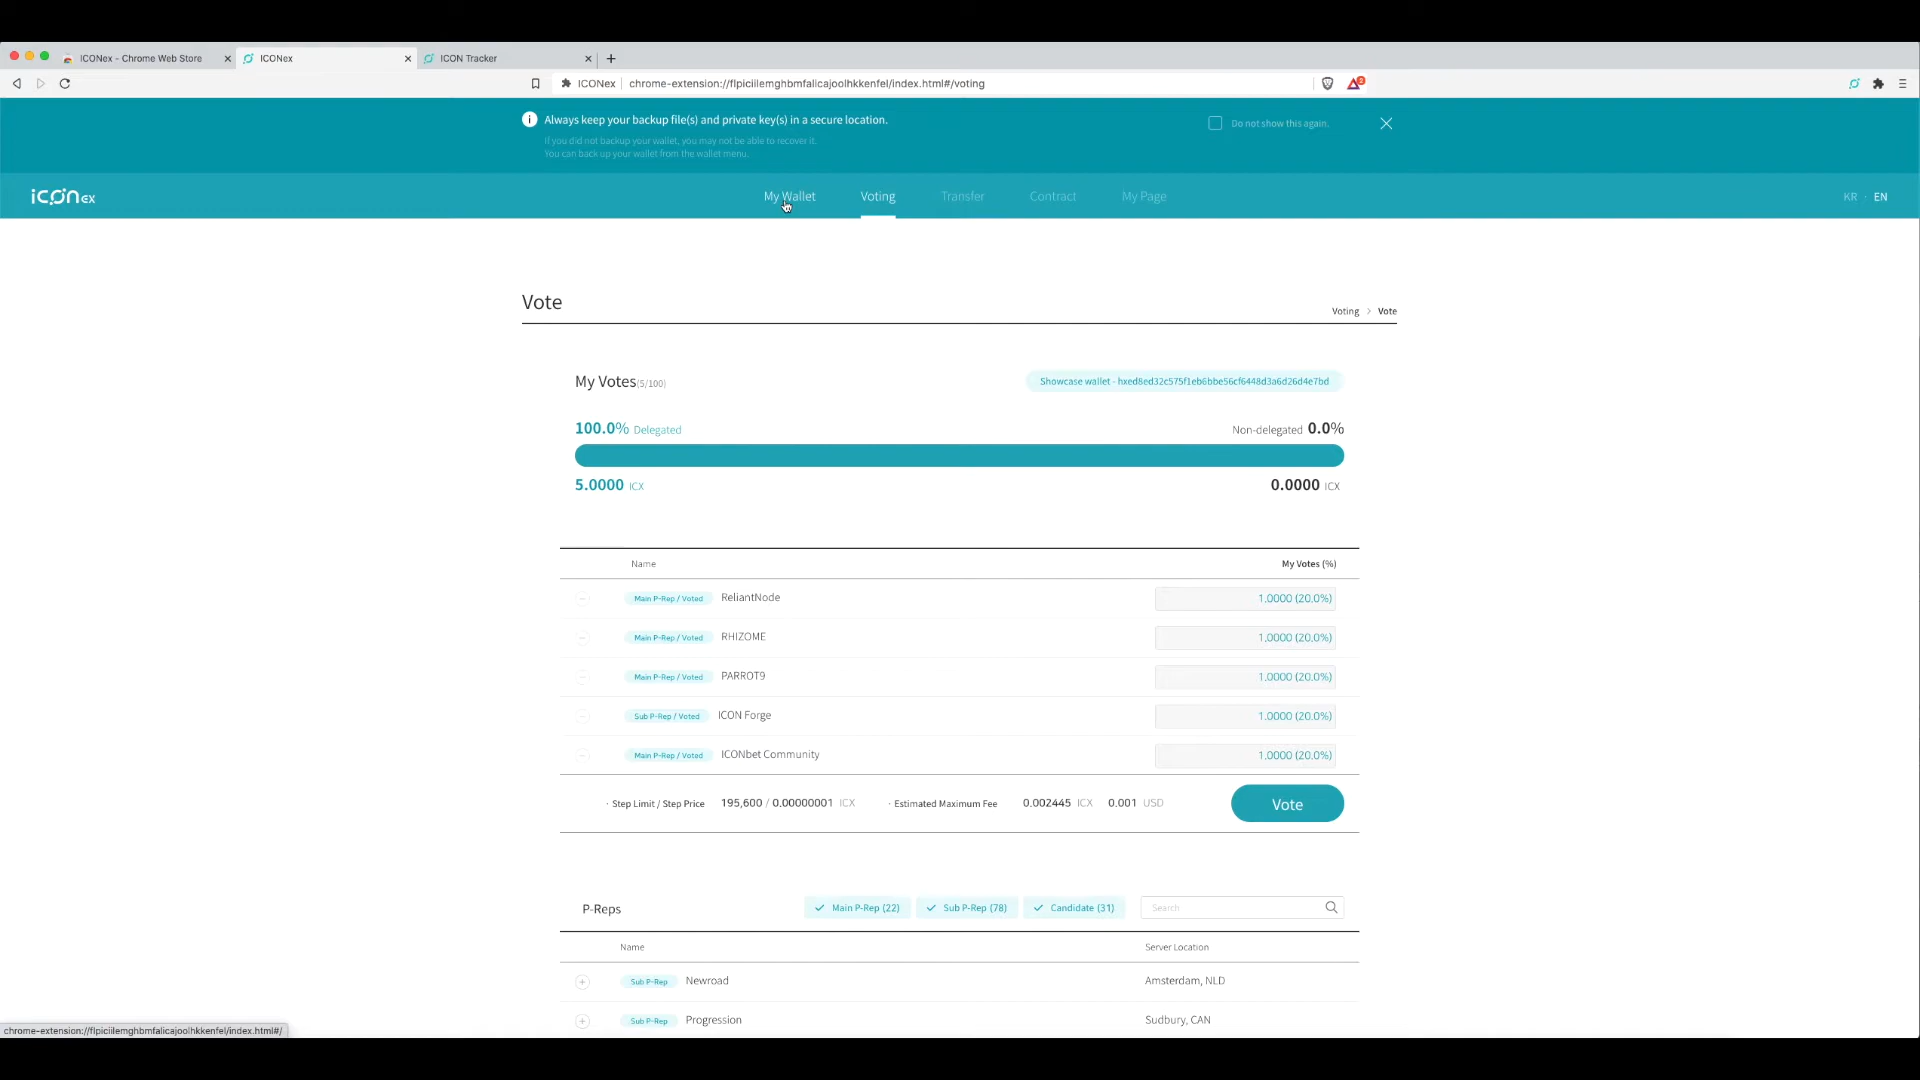 ICONex - Chrome Web Store
ICONex
ICON Tracker
ICONex
chrome-extension://flpiciilemghbmfalicajoolhkkenfel/index.html#/voting
2
Always keep your backup file(s) and private key(s) in a secure location.
Do not show this again.
If you did not backup your wallet, you may not be able to recover it.
You can back up your wallet from the wallet menu.
ICONex
My Wallet
Voting
Transfer
Contract
My Page
KR · EN
Vote
Voting > Vote
My Votes(5/100)
Showcase wallet - hxed8ed32c575f1eb6bbe56cf6448d3a6d26d4e7bd
100.0% Delegated
Non-delegated 0.0%
5.0000 ICX
0.0000 ICX
Name
My Votes (%)
Main P-Rep / Voted ReliantNode 1.0000 (20.0%)
Main P-Rep / Voted RHIZOME 1.0000 (20.0%)
Main P-Rep / Voted PARROT9 1.0000 (20.0%)
Sub P-Rep / Voted ICON Forge 1.0000 (20.0%)
Main P-Rep / Voted ICONbet Community 1.0000 (20.0%)
· Step Limit / Step Price 195,600 / 0.00000001 ICX · Estimated Maximum Fee 0.002445 ICX 0.001 USD
Vote
P-Reps
Main P-Rep (22)
Sub P-Rep (78)
Candidate (31)
Search
Name
Server Location
Sub P-Rep Newroad Amsterdam, NLD
Sub P-Rep Progression Sudbury, CAN
chrome-extension://flpiciilemghbmfalicajoolhkkenfel/index.html#/